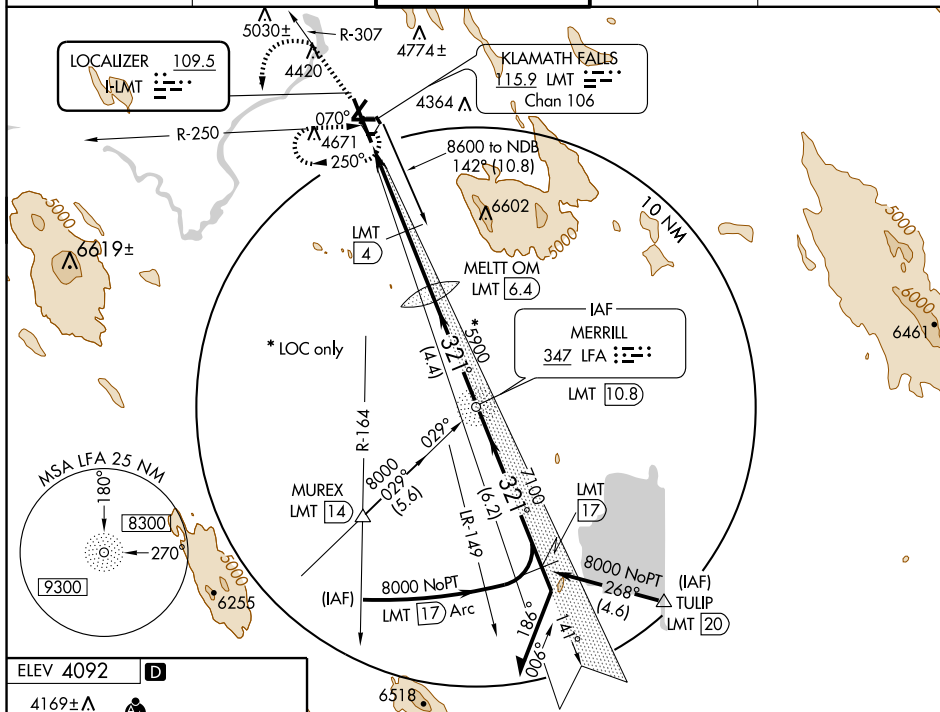 5030±
R-307
4774±
4420
LOCALIZER 109.5
I-LMT
KLAMATH FALLS
115.9 LMT
Chan 106
4364
070°
R-250
4671
250°
8600 to NDB
142° (10.8)
10 NM
5000
6619±
6602
5000
5000
6000
6461
LMT
4
MELTT OM
LMT 6.4
IAF
MERRILL
347 LFA
LMT 10.8
* LOC only
*5900
321°
(4.4)
R-164
029°
8000
029°
(5.6)
MUREX
LMT 14
MSA LFA 25 NM
180°
8300
270°
9300
5000
6255
7100
321°
(6.2)
LR-149
LMT
17
8000 NoPT
268°
(4.6)
(IAF)
TULIP
LMT 20
(IAF)
8000 NoPT
LMT 17 Arc
186°
006°
141°
6518
ELEV 4092 D
4169±
A